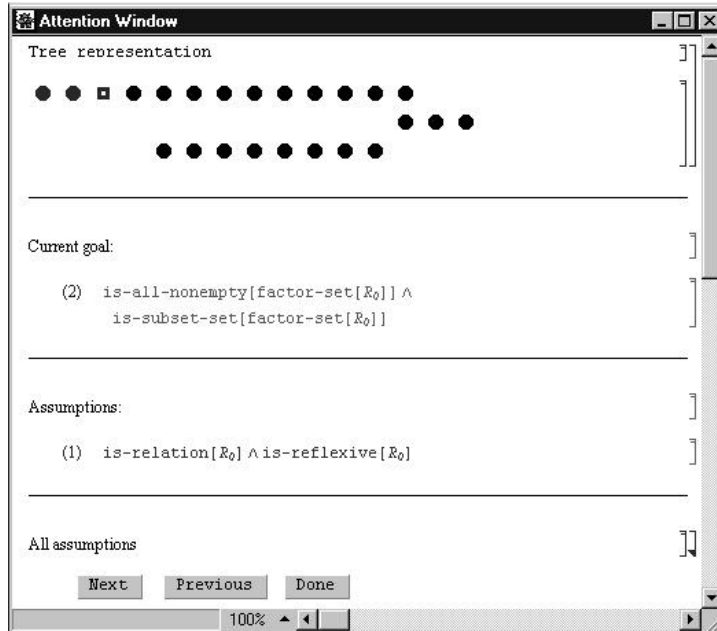 Attention Window
Tree representation
Current goal:
(2) is-all-nonempty[factor-set[R₀]] ∧
is-subset-set[factor-set[R₀]]
Assumptions:
(1) is-relation[R₀] ∧ is-reflexive[R₀]
All assumptions
Next Previous Done
100%